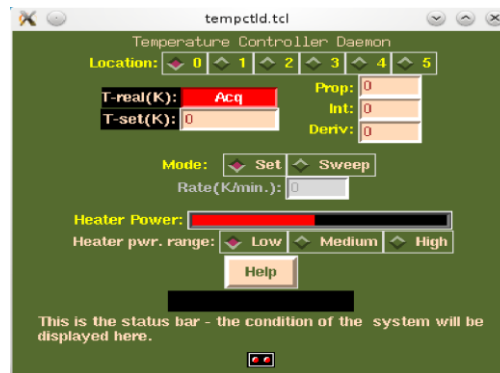 tempctld.tcl
Temperature Controller Daemon
Location: 0 1 2 3 4 5
T-real(K): Acq
T-set(K): 0
Prop: 0
Int: 0
Deriv: 0
Mode: Set Sweep
Rate(K/min.): 0
Heater Power:
Heater pwr. range: Low Medium High
Help
This is the status bar - the condition of the system will be
displayed here.